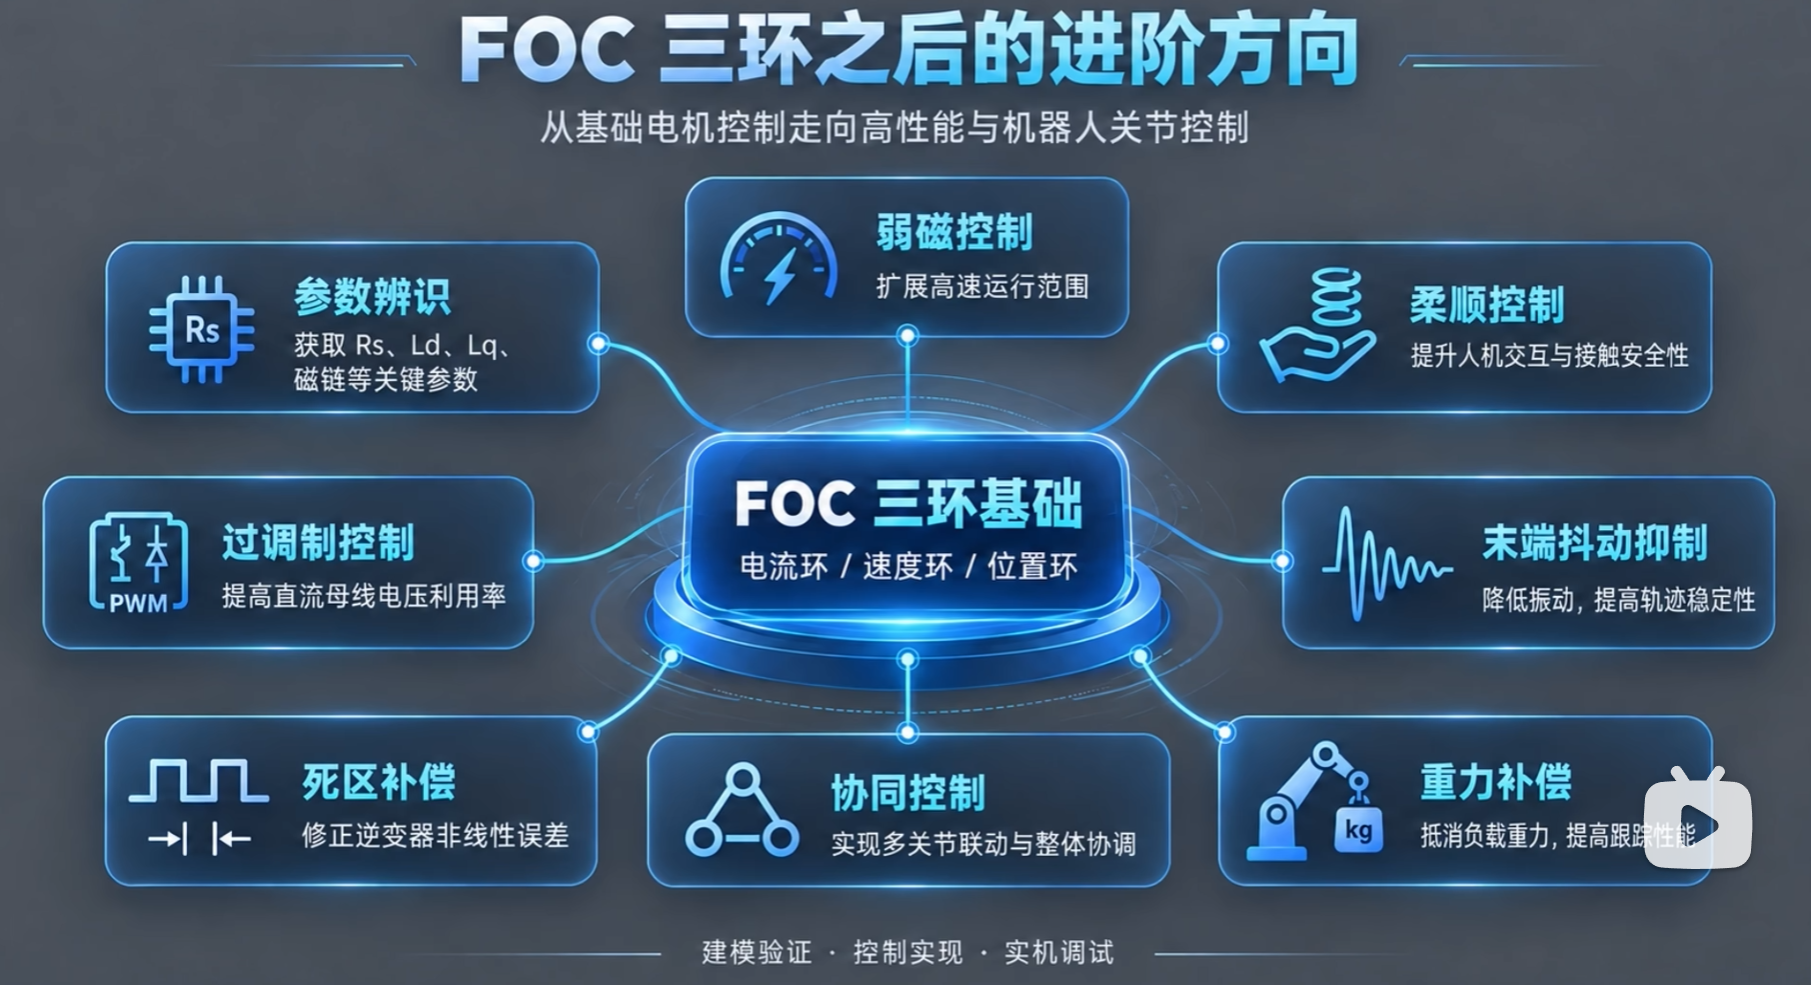 FOC 三环之后的进阶方向
从基础电机控制走向高性能与机器人关节控制
弱磁控制
扩展高速运行范围
Rs
参数辨识
获取 Rs、Ld、Lq、
磁链等关键参数
柔顺控制
提升人机交互与接触安全性
FOC 三环基础
电流环 / 速度环 / 位置环
PWM
过调制控制
提高直流母线电压利用率
末端抖动抑制
降低振动，提高轨迹稳定性
死区补偿
修正逆变器非线性误差
协同控制
实现多关节联动与整体协调
kg
重力补偿
抵消负载重力，提高跟踪性能
建模验证 · 控制实现 · 实机调试